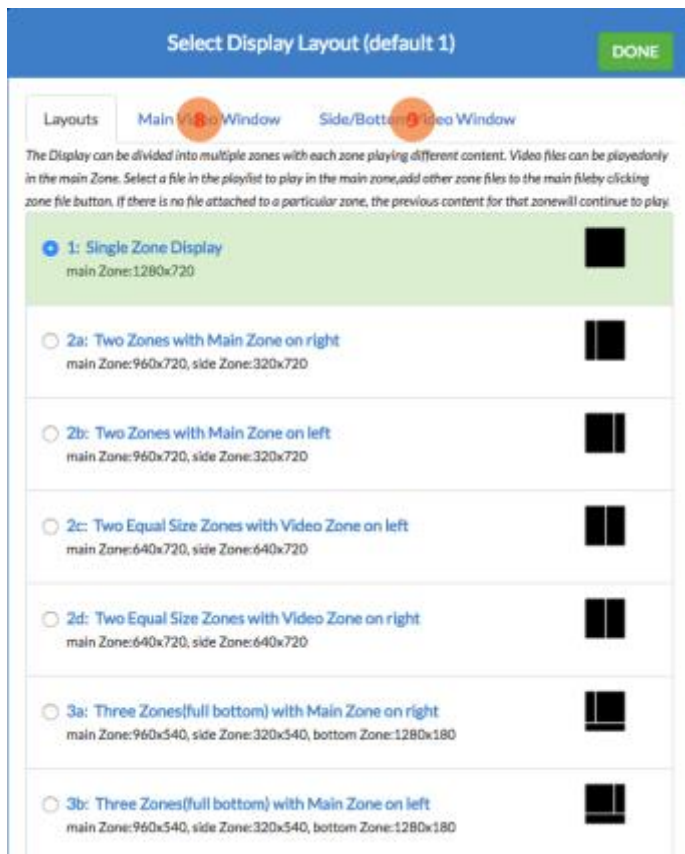 Select Display Layout (default 1)
DONE
Layouts
Main Video Window
Side/Bottom Video Window
8
9
The Display can be divided into multiple zones with each zone playing different content. Video files can be playedonly
in the main Zone. Select a file in the playlist to play in the main zone,add other zone files to the main fileby clicking
zone file button. If there is no file attached to a particular zone, the previous content for that zonewill continue to play.
1: Single Zone Display
main Zone:1280x720
2a: Two Zones with Main Zone on right
main Zone:960x720, side Zone:320x720
2b: Two Zones with Main Zone on left
main Zone:960x720, side Zone:320x720
2c: Two Equal Size Zones with Video Zone on left
main Zone:640x720, side Zone:640x720
2d: Two Equal Size Zones with Video Zone on right
main Zone:640x720, side Zone:640x720
3a: Three Zones(full bottom) with Main Zone on right
main Zone:960x540, side Zone:320x540, bottom Zone:1280x180
3b: Three Zones(full bottom) with Main Zone on left
main Zone:960x540, side Zone:320x540, bottom Zone:1280x180